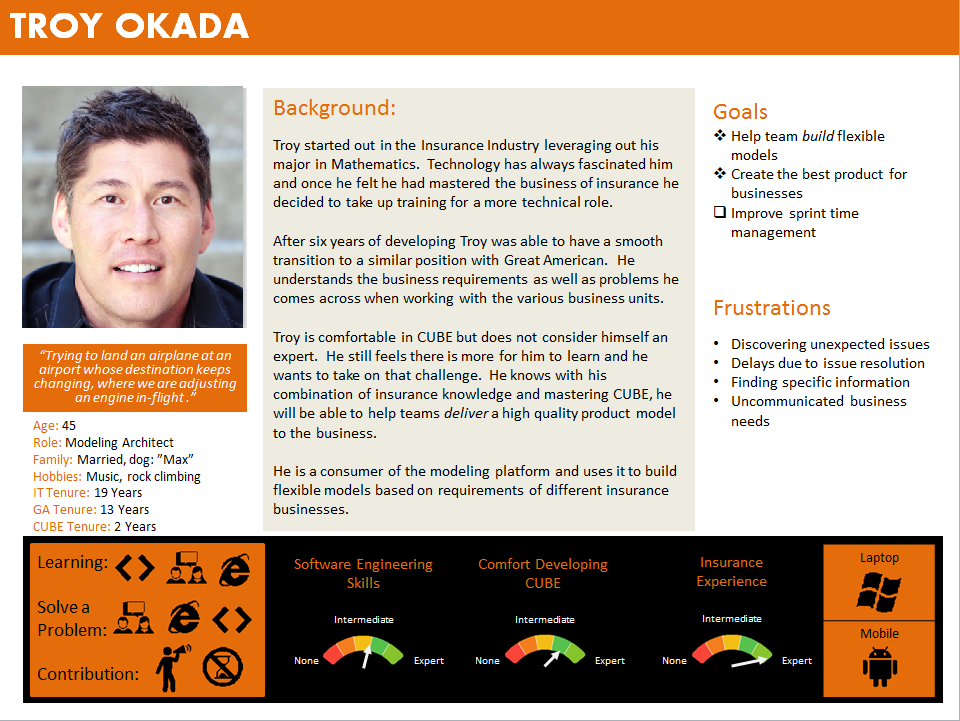 TROY OKADA
“Trying to land an airplane at an
airport whose destination keeps
changing, where we are adjusting
an engine in-flight .”
Age: 45
Role: Modeling Architect
Family: Married, dog: ”Max”
Hobbies: Music, rock climbing
IT Tenure: 19 Years
GA Tenure: 13 Years
CUBE Tenure: 2 Years
Background:
Troy started out in the Insurance Industry leveraging out his
major in Mathematics. Technology has always fascinated him
and once he felt he had mastered the business of insurance he
decided to take up training for a more technical role.
After six years of developing Troy was able to have a smooth
transition to a similar position with Great American. He
understands the business requirements as well as problems he
comes across when working with the various business units.
Troy is comfortable in CUBE but does not consider himself an
expert. He still feels there is more for him to learn and he
wants to take on that challenge. He knows with his
combination of insurance knowledge and mastering CUBE, he
will be able to help teams deliver a high quality product model
to the business.
He is a consumer of the modeling platform and uses it to build
flexible models based on requirements of different insurance
businesses.
Goals
❖ Help team build flexible
models
❖ Create the best product for
businesses
❑ Improve sprint time
management
Frustrations
• Discovering unexpected issues
• Delays due to issue resolution
• Finding specific information
• Uncommunicated business
needs
Learning:
Solve a
Problem:
Contribution:
Software Engineering
Skills
Intermediate
None
Expert
Comfort Developing
CUBE
Intermediate
None
Expert
Insurance
Experience
Intermediate
None
Expert
Laptop
Mobile